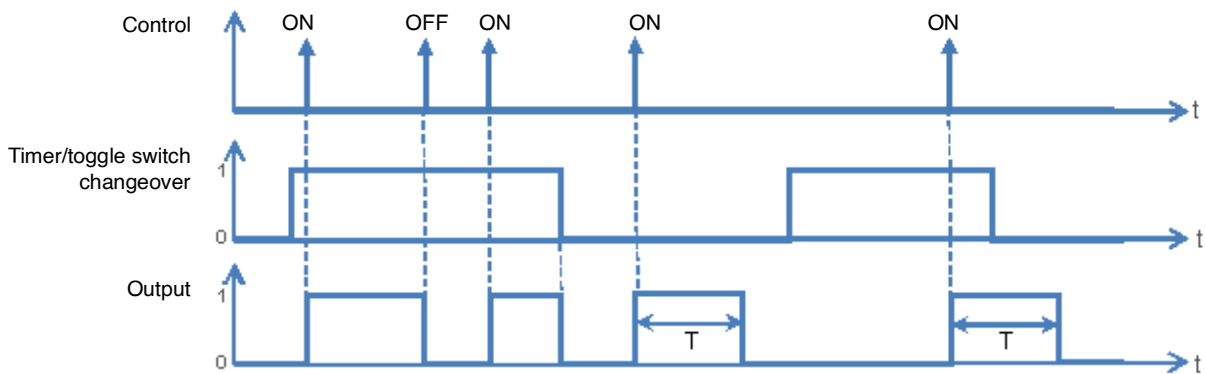 Control
ON OFF ON ON ON
t
Timer/toggle switch
changeover
1
0
t
Output
1
T T
0
t